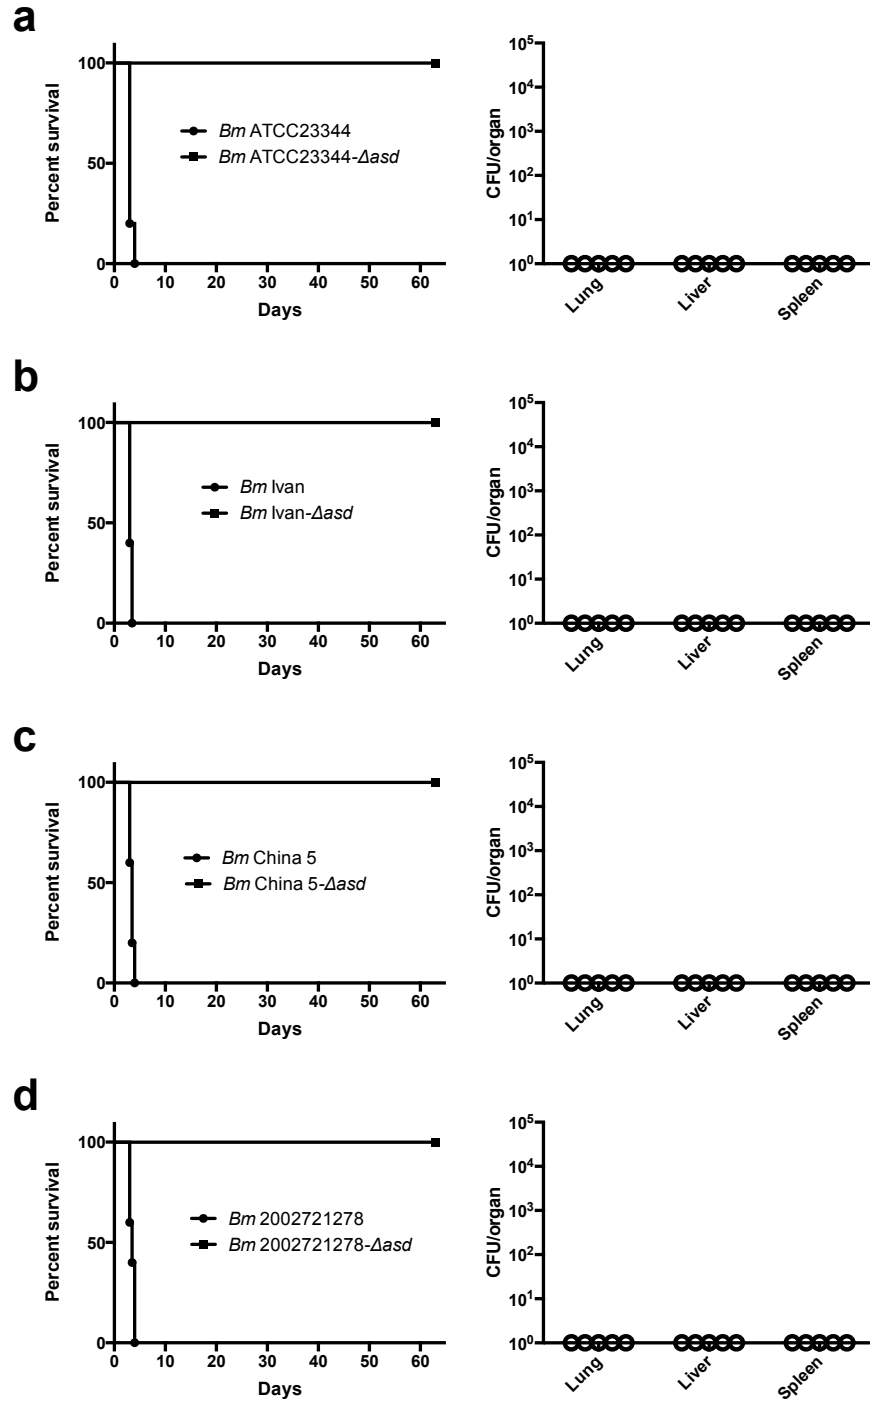 a
100
50
0
Percent survival
Bm ATCC23344
Bm ATCC23344-Δasd
0 10 20 30 40 50 60
Days
10⁵
10⁴
10³
10²
10¹
10⁰
CFU/organ
Lung Liver Spleen
b
100
50
0
Percent survival
Bm Ivan
Bm Ivan-Δasd
0 10 20 30 40 50 60
Days
10⁵
10⁴
10³
10²
10¹
10⁰
CFU/organ
Lung Liver Spleen
c
100
50
0
Percent survival
Bm China 5
Bm China 5-Δasd
0 10 20 30 40 50 60
Days
10⁵
10⁴
10³
10²
10¹
10⁰
CFU/organ
Lung Liver Spleen
d
100
50
0
Percent survival
Bm 2002721278
Bm 2002721278-Δasd
0 10 20 30 40 50 60
Days
10⁵
10⁴
10³
10²
10¹
10⁰
CFU/organ
Lung Liver Spleen